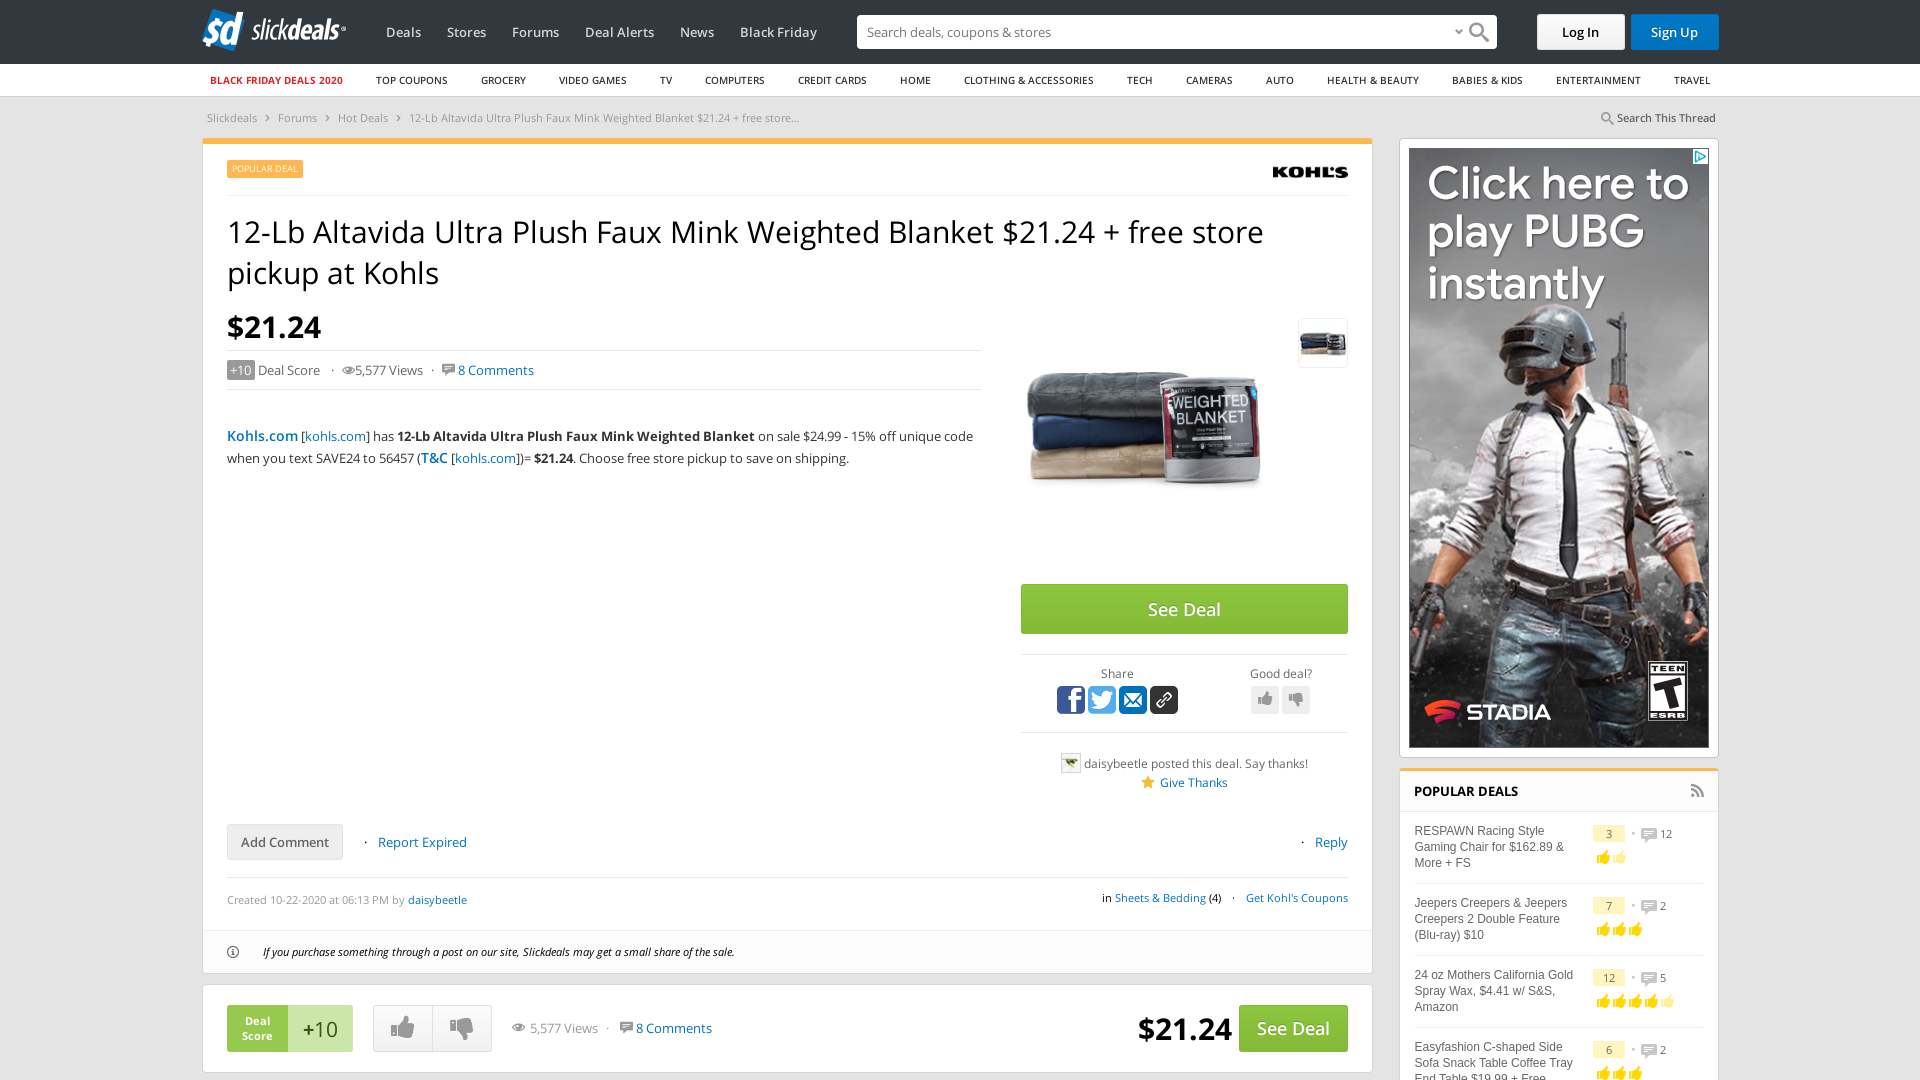 sd slickdeals
Deals
Stores
Forums
Deal Alerts
News
Black Friday
Search deals, coupons & shops
Log In
Sign Up
BLACK FRIDAY DEALS 2020
TOP COUPONS
GROCERY
VIDEO GAMES
TV
COMPUTERS
CREDIT CARDS
HOME
CLOTHING & ACCESSORIES
TECH
CAMERAS
AUTO
HEALTH & BEAUTY
BABIES & KIDS
ENTERTAINMENT
TRAVEL
Slickdeals › Forums › Hot Deals › 12-Lb Altavida Ultra Plush Faux Mink Weighted Blanket $21.24 + free store...
Search This Thread
POPULAR DEAL
KOHL'S
12-Lb Altavida Ultra Plush Faux Mink Weighted Blanket $21.24 + free store
pickup at Kohls
$21.24
+10 Deal Score · 5,577 Views · 8 Comments
Kohls.com [kohls.com] has 12-Lb Altavida Ultra Plush Faux Mink Weighted Blanket on sale $24.99 - 15% off unique code
when you text SAVE24 to 56457 (T&C [kohls.com])= $21.24. Choose free store pickup to save on shipping.
WEIGHTED
BLANKET
See Deal
Share
Good deal?
daisybeetle posted this deal. Say thanks!
Give Thanks
Add Comment · Report Expired
· Reply
Created 10-22-2020 at 06:13 PM by daisybeetle
in Sheets & Bedding (4) · Get Kohl's Coupons
If you purchase something through a post on our site, Slickdeals may get a small share of the sale.
Deal
Score
+10
5,577 Views · 8 Comments
$21.24
See Deal
Click here to
play PUBG
instantly
STADIA
TEEN
T
ESRB
POPULAR DEALS
RESPAWN Racing Style
Gaming Chair for $162.89 &
More + FS
3 • 12
Jeepers Creepers & Jeepers
Creepers 2 Double Feature
(Blu-ray) $10
7 • 2
24 oz Mothers California Gold
Spray Wax, $4.41 w/ S&S,
Amazon
12 • 5
Easyfashion C-shaped Side
Sofa Snack Table Coffee Tray
End Table $19.99 + Free
6 • 2